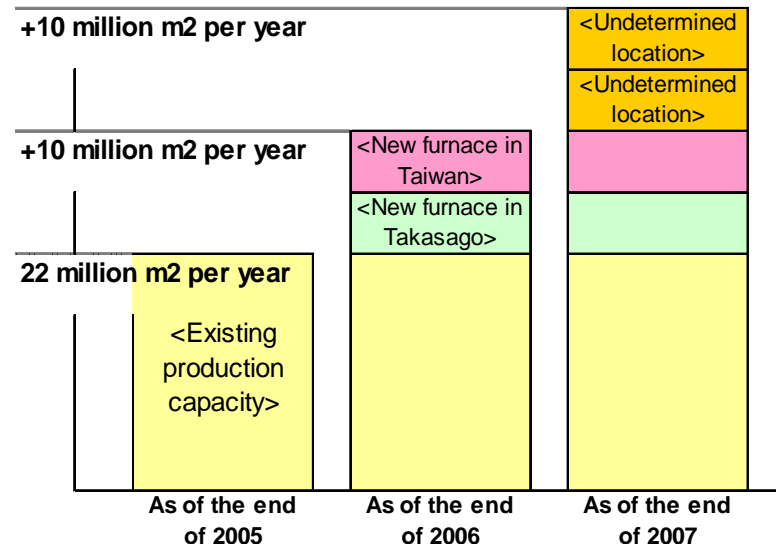 +10 million m2 per year
<Undetermined
location>
<Undetermined
location>
+10 million m2 per year
<New furnace in
Taiwan>
<New furnace in
Takasago>
22 million m2 per year
<Existing
production
capacity>
As of the end
of 2005
As of the end
of 2006
As of the end
of 2007